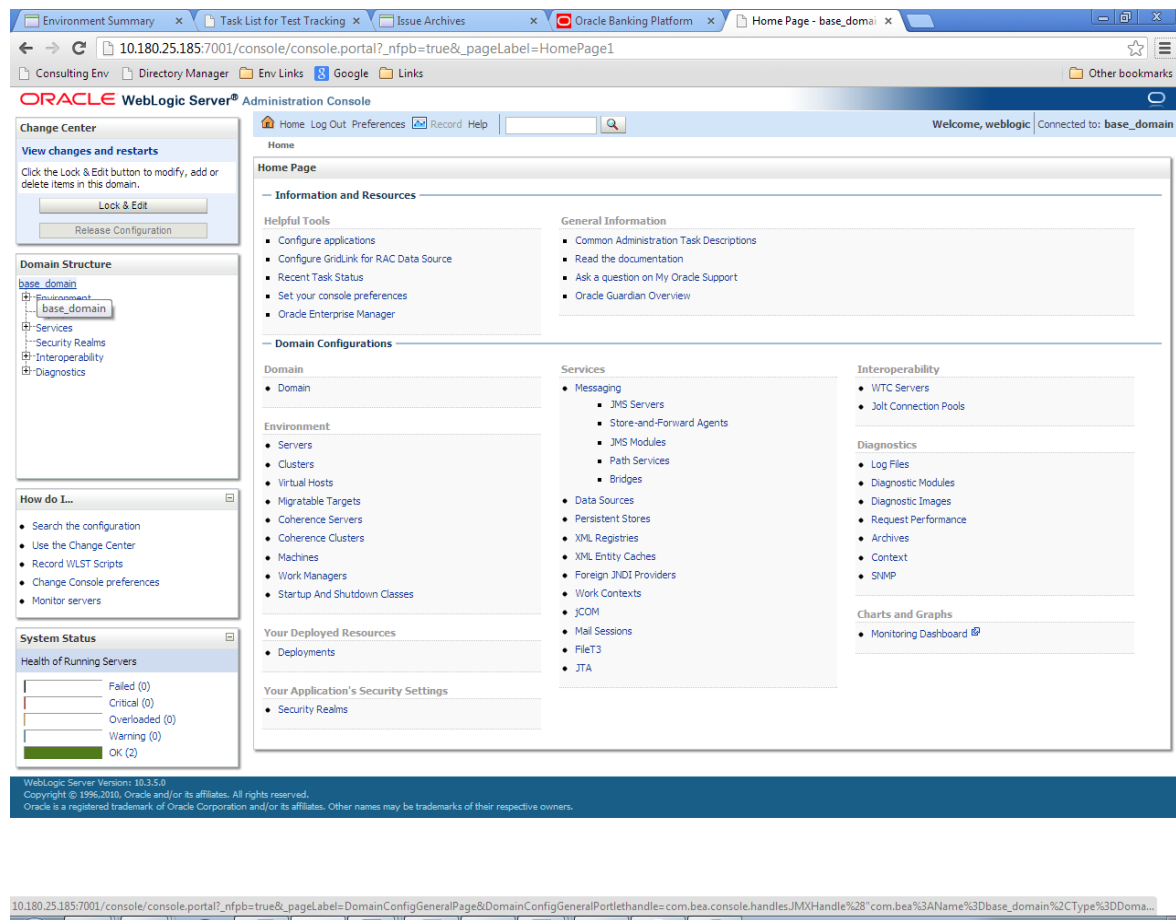 Environment Summary × Task List for Test Tracking × Issue Archives × Oracle Banking Platform × Home Page - base_domai ×
10.180.25.185:7001/console/console.portal?_nfpb=true&_pageLabel=HomePage1
Consulting Env Directory Manager Env Links Google Links Other bookmarks
ORACLE WebLogic Server® Administration Console
Change Center
View changes and restarts
Click the Lock & Edit button to modify, add or
delete items in this domain.
Lock & Edit
Release Configuration
Domain Structure
base_domain
Environment
base_domain
Services
Security Realms
Interoperability
Diagnostics
How do I...
Search the configuration
Use the Change Center
Record WLST Scripts
Change Console preferences
Monitor servers
System Status
Health of Running Servers
Failed (0)
Critical (0)
Overloaded (0)
Warning (0)
OK (2)
Home Log Out Preferences Record Help
Welcome, weblogic Connected to: base_domain
Home
Home Page
Information and Resources
Helpful Tools
Configure applications
Configure GridLink for RAC Data Source
Recent Task Status
Set your console preferences
Oracle Enterprise Manager
General Information
Common Administration Task Descriptions
Read the documentation
Ask a question on My Oracle Support
Oracle Guardian Overview
Domain Configurations
Domain
Domain
Environment
Servers
Clusters
Virtual Hosts
Migratable Targets
Coherence Servers
Coherence Clusters
Machines
Work Managers
Startup And Shutdown Classes
Your Deployed Resources
Deployments
Your Application's Security Settings
Security Realms
Services
Messaging
JMS Servers
Store-and-Forward Agents
JMS Modules
Path Services
Bridges
Data Sources
Persistent Stores
XML Registries
XML Entity Caches
Foreign JNDI Providers
Work Contexts
jCOM
Mail Sessions
FileT3
JTA
Interoperability
WTC Servers
Jolt Connection Pools
Diagnostics
Log Files
Diagnostic Modules
Diagnostic Images
Request Performance
Archives
Context
SNMP
Charts and Graphs
Monitoring Dashboard
WebLogic Server Version: 10.3.5.0
Copyright © 1996,2010, Oracle and/or its affiliates. All rights reserved.
Oracle is a registered trademark of Oracle Corporation and/or its affiliates. Other names may be trademarks of their respective owners.
10.180.25.185:7001/console/console.portal?_nfpb=true&_pageLabel=DomainConfigGeneralPage&DomainConfigGeneralPortlethandle=com.bea.console.handles.JMXHandle%28"com.bea%3AName%3Dbase_domain%2CType%3DDoma...